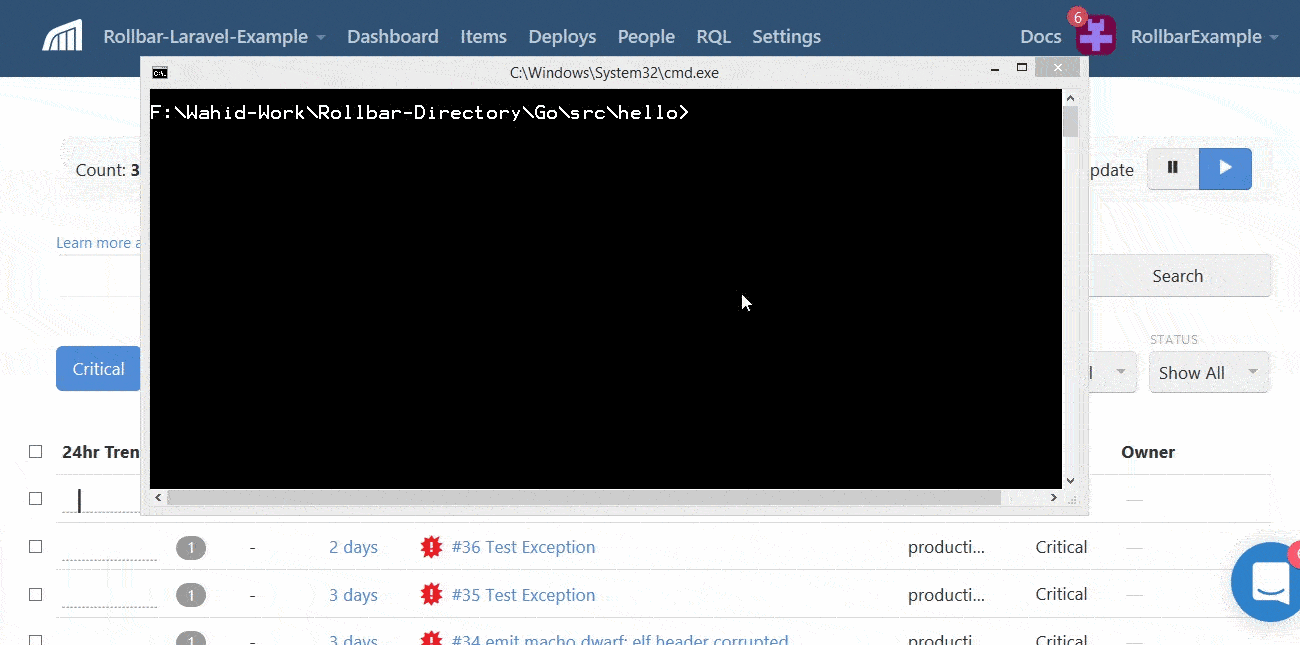 Rollbar-Laravel-Example Dashboard Items Deploys People RQL Settings Docs 6 RollbarExample
C:\Windows\System32\cmd.exe
F:\Wahid-Work\Rollbar-Directory\Go\src\hello>
Count: 3
Learn more
Search
STATUS
Critical
Show All
24hr
Owner
1 - 2 days #36 Test Exception producti... Critical —
1 - 3 days #35 Test Exception producti... Critical —
1 - 3 days #34 emit macho dwarf: elf header corrupted producti... Critical —